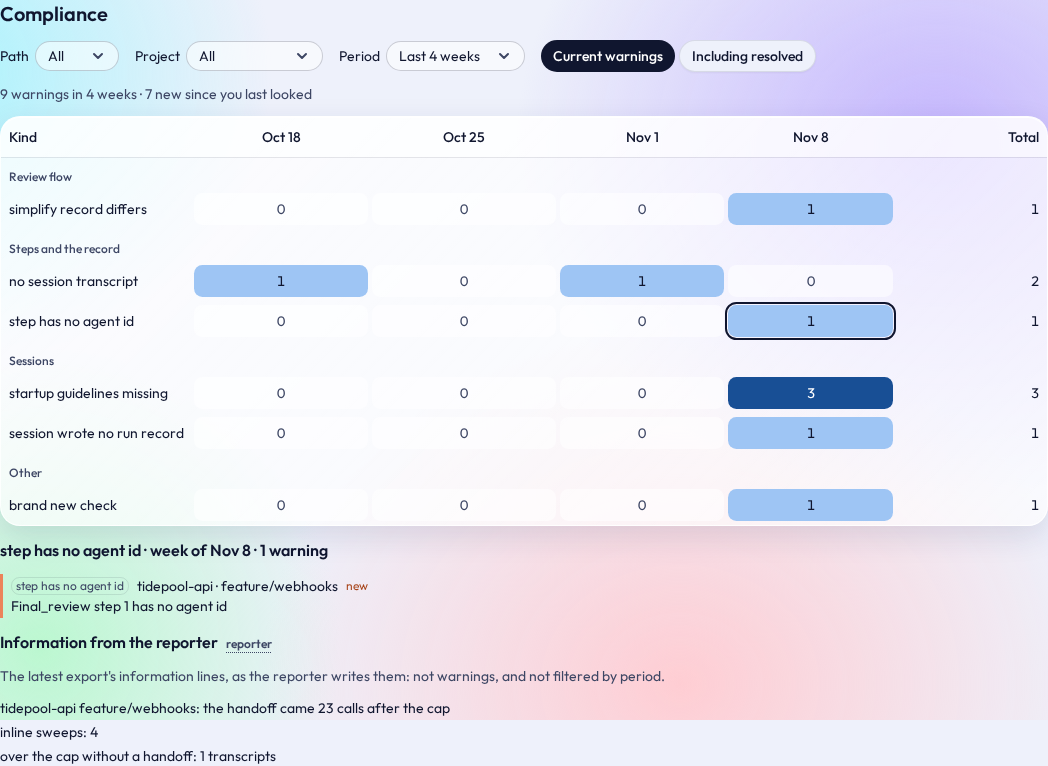 Compliance
Path All Project All Period Last 4 weeks Current warnings Including resolved
9 warnings in 4 weeks · 7 new since you last looked
Kind Oct 18 Oct 25 Nov 1 Nov 8 Total
Review flow
simplify record differs 0 0 0 1 1
Steps and the record
no session transcript 1 0 1 0 2
step has no agent id 0 0 0 1 1
Sessions
startup guidelines missing 0 0 0 3 3
session wrote no run record 0 0 0 1 1
Other
brand new check 0 0 0 1 1
step has no agent id · week of Nov 8 · 1 warning
step has no agent id tidepool-api · feature/webhooks new
Final_review step 1 has no agent id
Information from the reporter reporter
The latest export's information lines, as the reporter writes them: not warnings, and not filtered by period.
tidepool-api feature/webhooks: the handoff came 23 calls after the cap
inline sweeps: 4
over the cap without a handoff: 1 transcripts